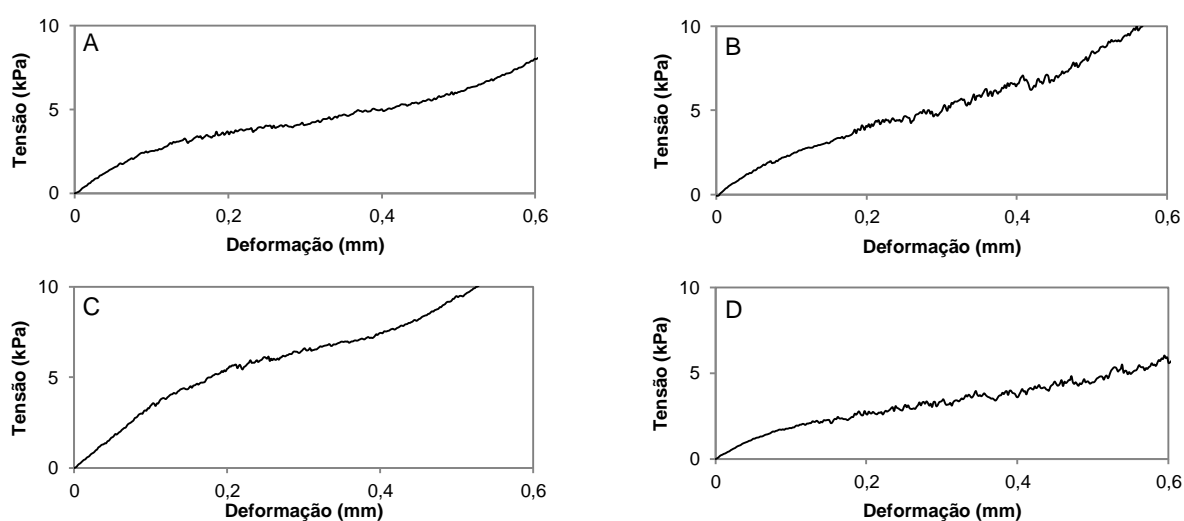 A
Tensão (kPa)
10
5
0
0 0,2 0,4 0,6
Deformação (mm)
B
Tensão (kPa)
10
5
0
0 0,2 0,4 0,6
Deformação (mm)
C
Tensão (kPa)
10
5
0
0 0,2 0,4 0,6
Deformação (mm)
D
Tensão (kPa)
10
5
0
0 0,2 0,4 0,6
Deformação (mm)